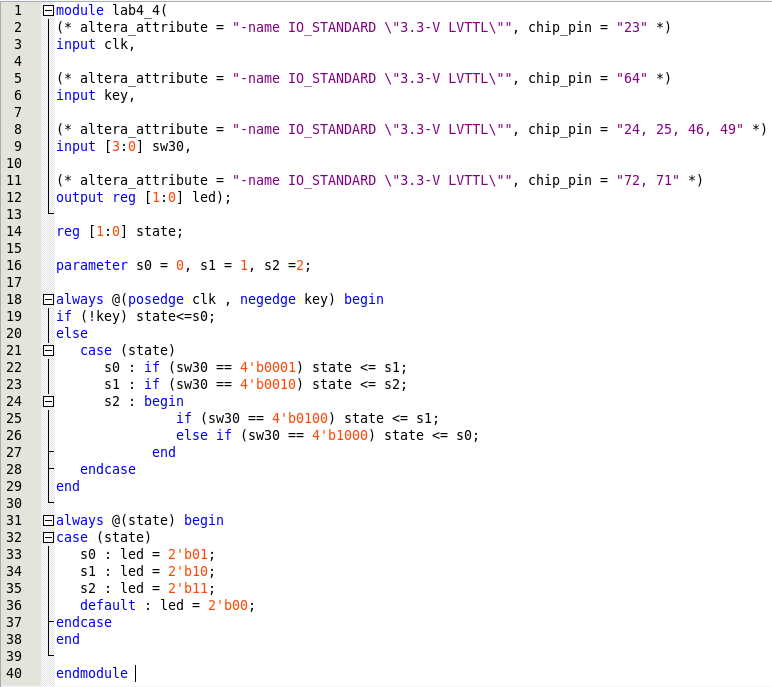 1 module lab4_4(
2 (* altera_attribute = "-name IO_STANDARD \"3.3-V LVTTL\"", chip_pin = "23" *)
3 input clk,
4
5 (* altera_attribute = "-name IO_STANDARD \"3.3-V LVTTL\"", chip_pin = "64" *)
6 input key,
7
8 (* altera_attribute = "-name IO_STANDARD \"3.3-V LVTTL\"", chip_pin = "24, 25, 46, 49" *)
9 input [3:0] sw30,
10
11 (* altera_attribute = "-name IO_STANDARD \"3.3-V LVTTL\"", chip_pin = "72, 71" *)
12 output reg [1:0] led);
13
14 reg [1:0] state;
15
16 parameter s0 = 0, s1 = 1, s2 =2;
17
18 always @(posedge clk , negedge key) begin
19 if (!key) state<=s0;
20 else
21    case (state)
22       s0 : if (sw30 == 4'b0001) state <= s1;
23       s1 : if (sw30 == 4'b0010) state <= s2;
24       s2 : begin
25                if (sw30 == 4'b0100) state <= s1;
26                else if (sw30 == 4'b1000) state <= s0;
27             end
28    endcase
29 end
30
31 always @(state) begin
32 case (state)
33    s0 : led = 2'b01;
34    s1 : led = 2'b10;
35    s2 : led = 2'b11;
36    default : led = 2'b00;
37 endcase
38 end
39
40 endmodule